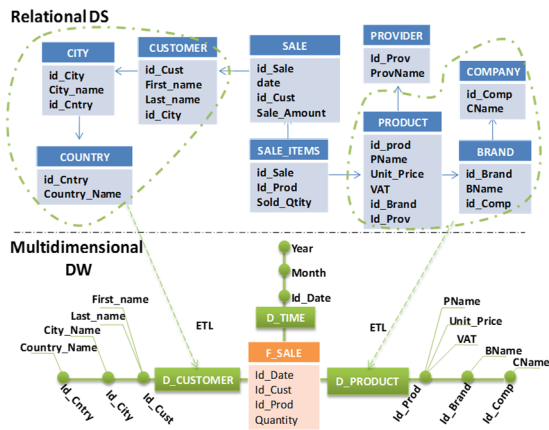 Relational DS
CITY
id_City
City_name
id_Cntry
CUSTOMER
id_Cust
First_name
Last_name
id_City
SALE
id_Sale
date
id_Cust
Sale_Amount
PROVIDER
Id_Prov
ProvName
COMPANY
id_Comp
CName
COUNTRY
id_Cntry
Country_Name
SALE_ITEMS
id_Sale
Id_Prod
Sold_Qtity
PRODUCT
id_prod
PName
Unit_Price
VAT
id_Brand
Id_Prov
BRAND
id_Brand
BName
id_Comp
Multidimensional
DW
Year
Month
Id_Date
D_TIME
ETL
ETL
First_name
Last_name
City_Name
Country_Name
D_CUSTOMER
Id_Cntry
Id_City
Id_Cust
F_SALE
Id_Date
Id_Cust
Id_Prod
Quantity
D_PRODUCT
PName
Unit_Price
VAT
BName
CName
Id_Prod
Id_Brand
Id_Comp